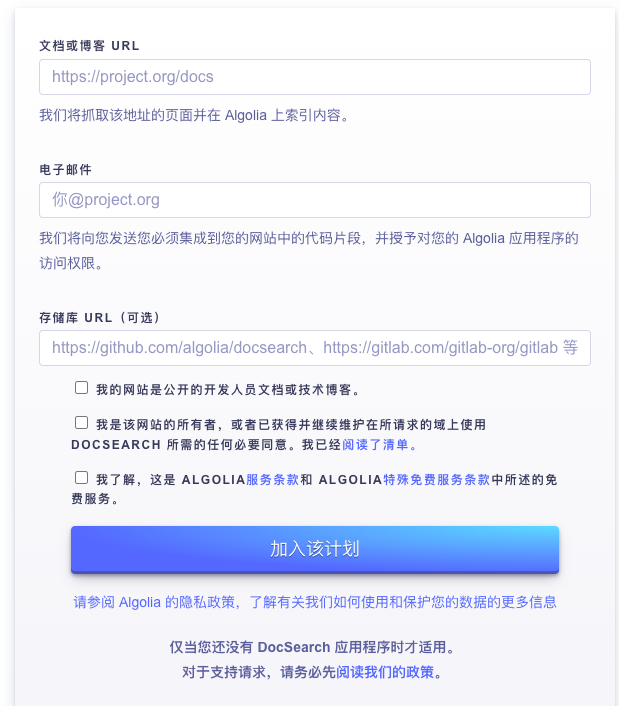 文档或博客 URL
https://project.org/docs
我们将抓取该地址的页面并在 Algolia 上索引内容。
电子邮件
你@project.org
我们将向您发送您必须集成到您的网站中的代码片段，并授予对您的 Algolia 应用程序的
访问权限。
存储库 URL（可选）
https://github.com/algolia/docsearch、https://gitlab.com/gitlab-org/gitlab 等
我的网站是公开的开发人员文档或技术博客。
我是该网站的所有者，或者已获得并继续维护在所请求的域上使用
DOCSEARCH 所需的任何必要同意。我已经阅读了清单。
我了解，这是 ALGOLIA服务条款和 ALGOLIA特殊免费服务条款中所述的免
费服务。
加入该计划
请参阅 Algolia 的隐私政策，了解有关我们如何使用和保护您的数据的更多信息
仅当您还没有 DocSearch 应用程序时才适用。
对于支持请求，请务必先阅读我们的政策。